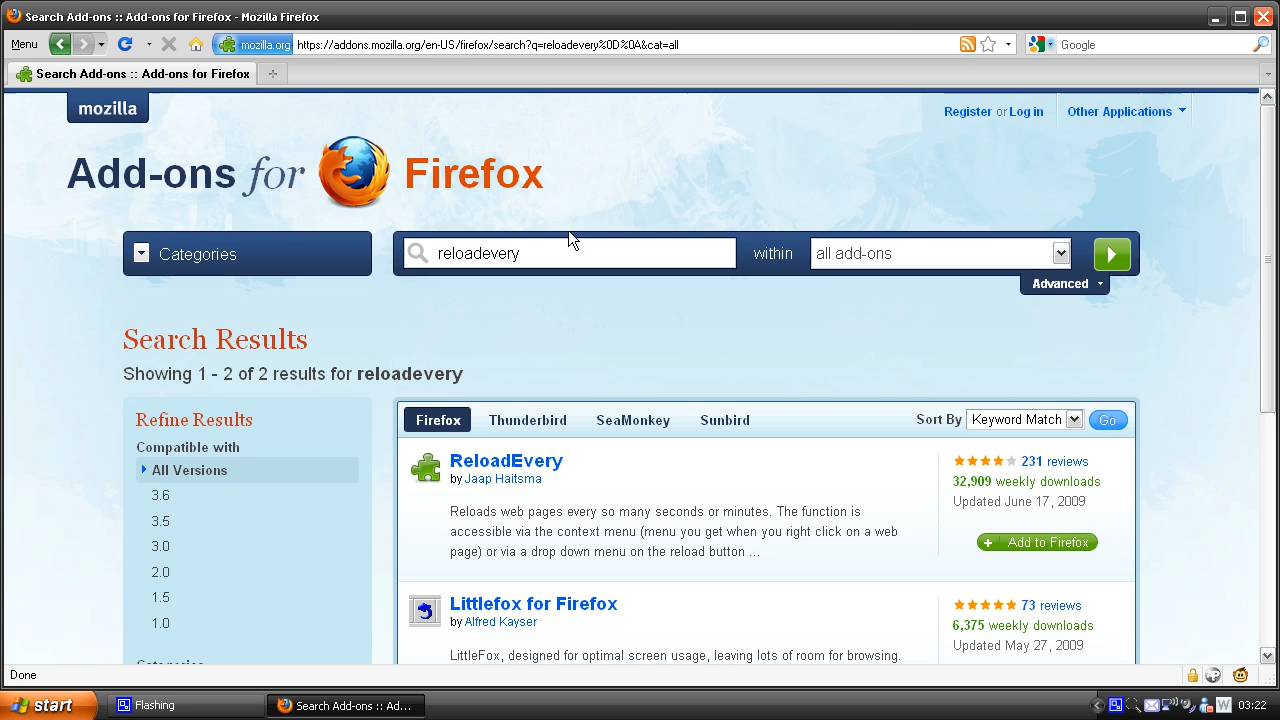 Search Add-ons :: Add-ons for Firefox - Mozilla Firefox
Menu
mozilla.org https://addons.mozilla.org/en-US/firefox/search?q=reloadevery%0D%0A&cat=all
Google
Search Add-ons :: Add-ons for Firefox
mozilla
Register or Log in
Other Applications
Add-ons for Firefox
Categories
reloadevery
within
all add-ons
Advanced
Search Results
Showing 1 - 2 of 2 results for reloadevery
Refine Results
Compatible with
All Versions
3.6
3.5
3.0
2.0
1.5
1.0
Firefox Thunderbird SeaMonkey Sunbird
Sort By Keyword Match Go
ReloadEvery
by Jaap Haitsma
Reloads web pages every so many seconds or minutes. The function is
accessible via the context menu (menu you get when you right click on a web
page) or via a drop down menu on the reload button ...
231 reviews
32,909 weekly downloads
Updated June 17, 2009
+ Add to Firefox
Littlefox for Firefox
by Alfred Kayser
LittleFox, designed for optimal screen usage, leaving lots of room for browsing.
73 reviews
6,375 weekly downloads
Updated May 27, 2009
Done
start
Flashing
Search Add-ons :: Ad...
03:22